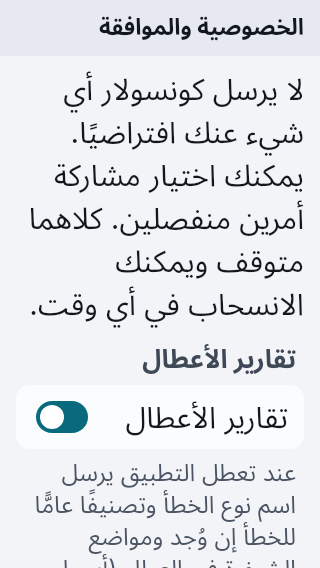 الخصوصية والموافقة
لا يرسل كونسولار أي
شيء عنك افتراضيًا.
يمكنك اختيار مشاركة
أمرين منفصلين. كلاهما
متوقف ويمكنك
الانسحاب في أي وقت.
تقارير الأعطال
تقارير الأعطال
عند تعطل التطبيق يرسل
اسم نوع الخطأ وتصنيفًا عامًّا
للخطأ إن وُجد ومواضع